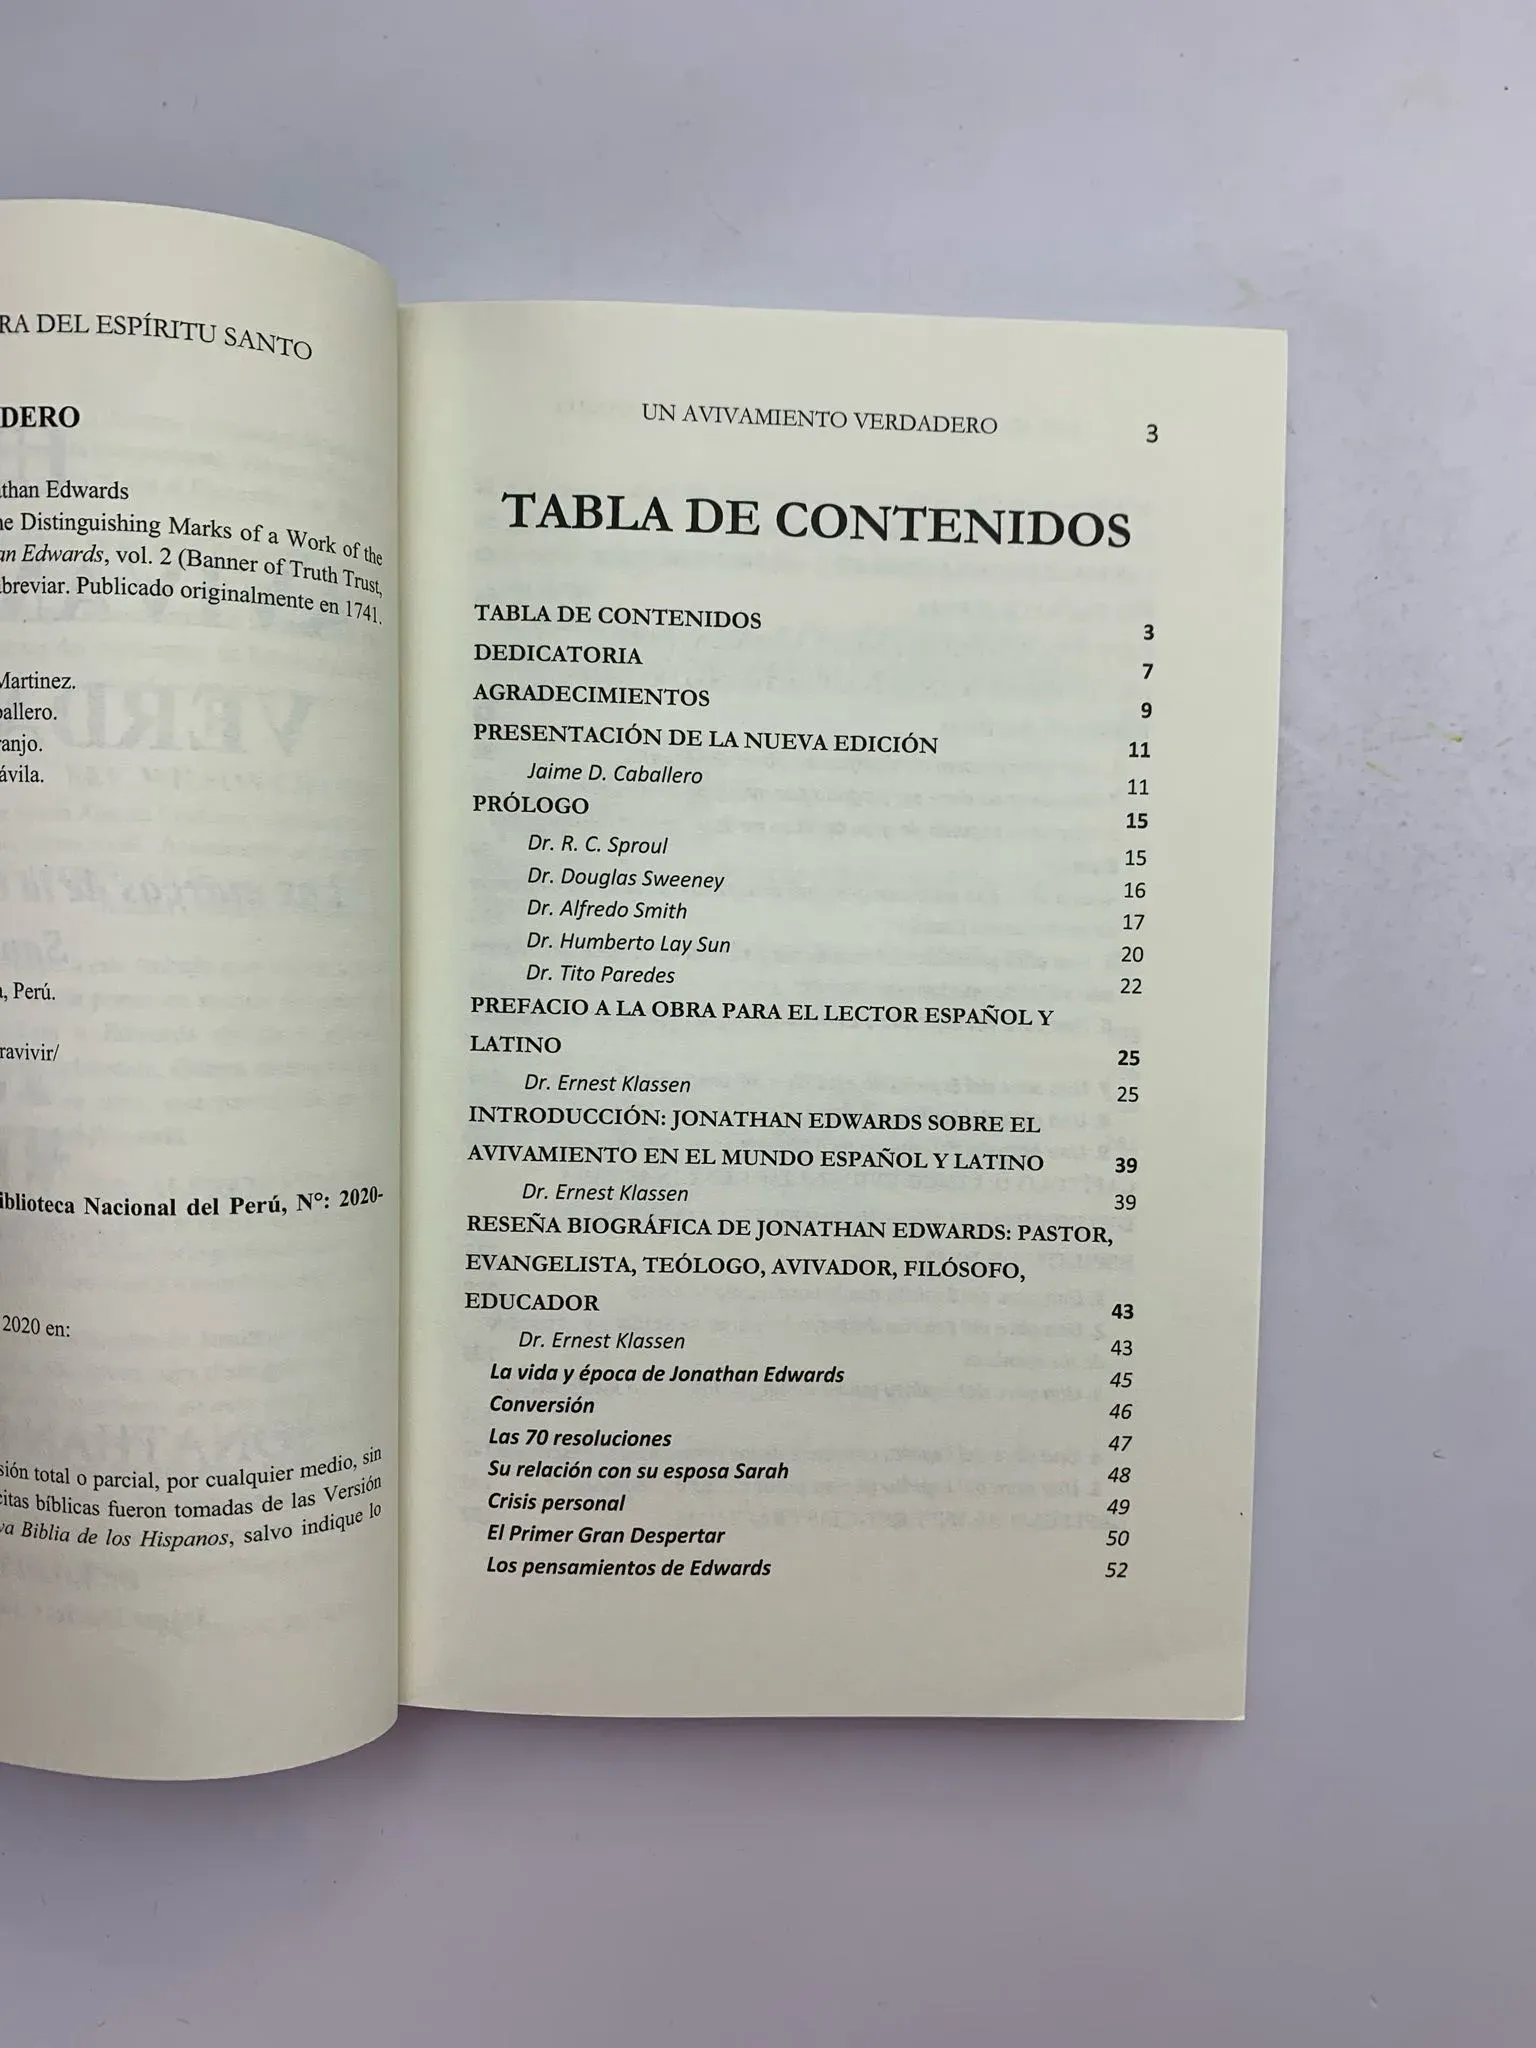 RA DEL ESPÍRITU SANTO
DERO
than Edwards
e Distinguishing Marks of a Work of the
an Edwards, vol. 2 (Banner of Truth Trust,
breviar. Publicado originalmente en 1741.
Martinez.
allero.
anjo.
ávila.
, Perú.
ravivir/
iblioteca Nacional del Perú, N°: 2020-
2020 en:
sión total o parcial, por cualquier medio, sin
citas bíblicas fueron tomadas de las Versión
va Biblia de los Hispanos, salvo indique lo
UN AVIVAMIENTO VERDADERO 3
TABLA DE CONTENIDOS
TABLA DE CONTENIDOS 3
DEDICATORIA 7
AGRADECIMIENTOS 9
PRESENTACIÓN DE LA NUEVA EDICIÓN 11
Jaime D. Caballero 11
PRÓLOGO 15
Dr. R. C. Sproul 15
Dr. Douglas Sweeney 16
Dr. Alfredo Smith 17
Dr. Humberto Lay Sun 20
Dr. Tito Paredes 22
PREFACIO A LA OBRA PARA EL LECTOR ESPAÑOL Y
LATINO 25
Dr. Ernest Klassen 25
INTRODUCCIÓN: JONATHAN EDWARDS SOBRE EL
AVIVAMIENTO EN EL MUNDO ESPAÑOL Y LATINO 39
Dr. Ernest Klassen 39
RESEÑA BIOGRÁFICA DE JONATHAN EDWARDS: PASTOR,
EVANGELISTA, TEÓLOGO, AVIVADOR, FILÓSOFO,
EDUCADOR 43
Dr. Ernest Klassen 43
La vida y época de Jonathan Edwards 45
Conversión 46
Las 70 resoluciones 47
Su relación con su esposa Sarah 48
Crisis personal 49
El Primer Gran Despertar 50
Los pensamientos de Edwards 52